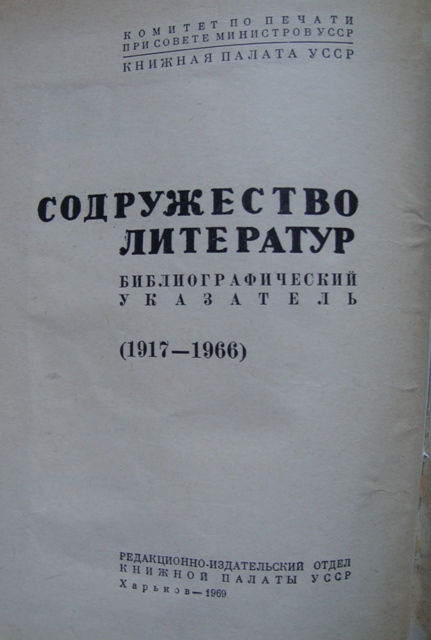 КОМИТЕТ ПО ПЕЧАТИ
ПРИ СОВЕТЕ МИНИСТРОВ УССР
КНИЖНАЯ ПАЛАТА УССР
СОДРУЖЕСТВО
ЛИТЕРАТУР
БИБЛИОГРАФИЧЕСКИЙ
УКАЗАТЕЛЬ
(1917—1966)
РЕДАКЦИОННО-ИЗДАТЕЛЬСКИЙ ОТДЕЛ
КНИЖНОЙ ПАЛАТЫ УССР
Харьков—1969